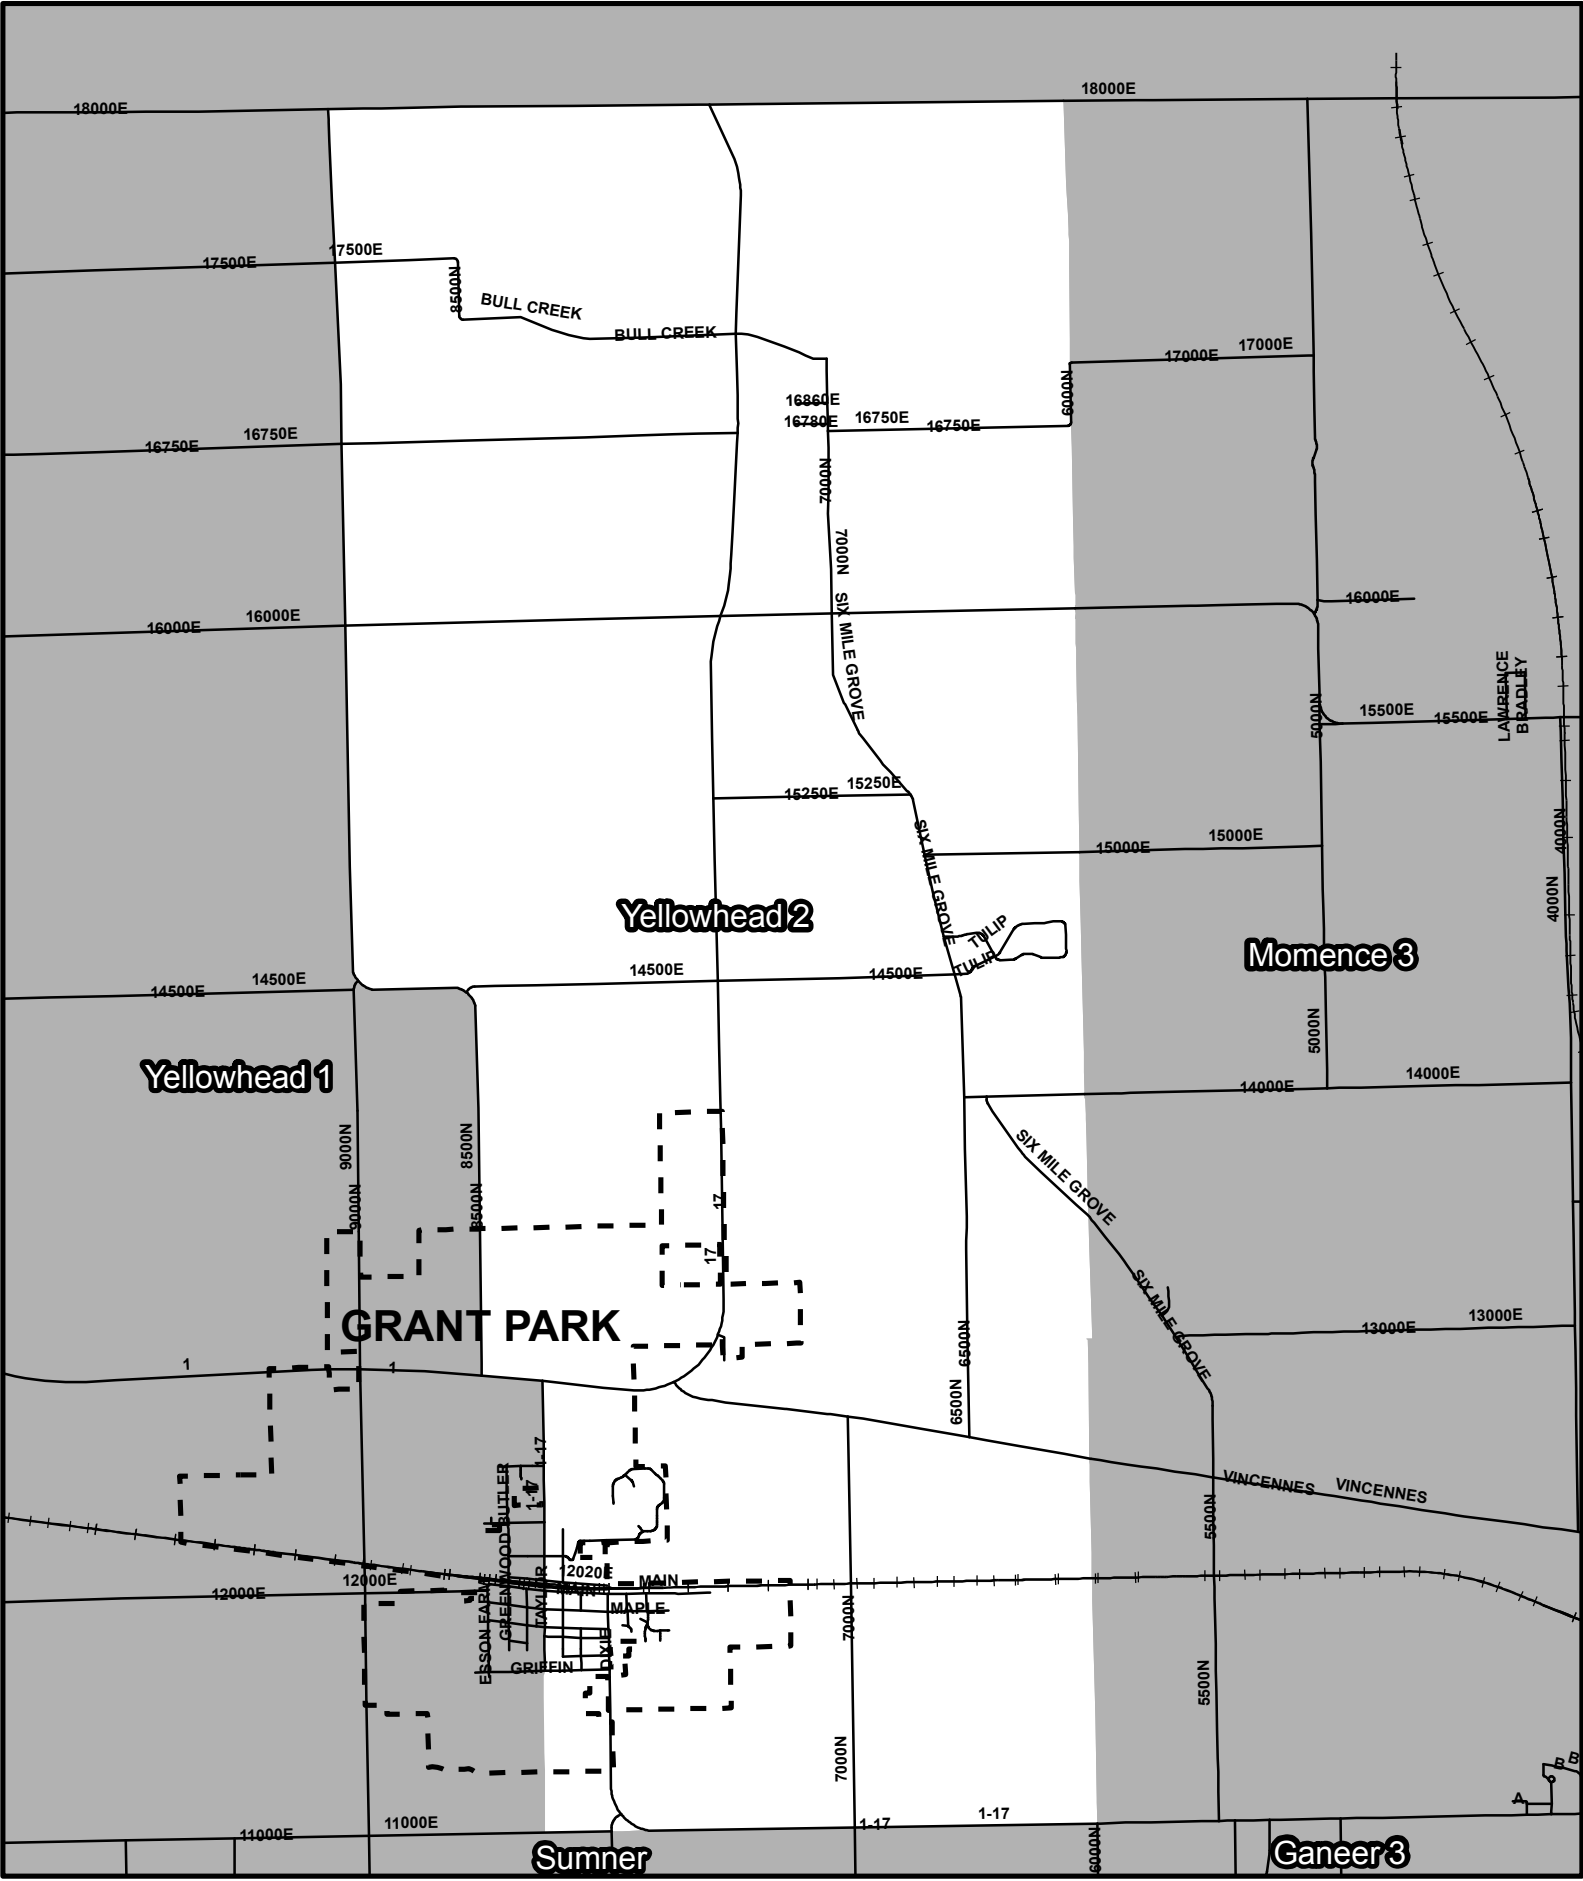 18000E
18000E
17500E
17500E
8500N
BULL CREEK
BULL CREEK
17000E
17000E
6000N
16860E
16780E
16750E
16750E
16750E
16750E
7000N
7000N
SIX MILE GROVE
16000E
16000E
16000E
LAWRENCE
BRADLEY
5000N
15500E
15500E
15250E
15250E
4000N
SIX MILE GROVE
15000E
15000E
4000N
Yellowhead 2
TULIP
TULIP
Momence 3
14500E
14500E
14500E
14500E
5000N
Yellowhead 1
14000E
14000E
9000N
8500N
SIX MILE GROVE
9000N
8500N
17
17
SIX MILE GROVE
GRANT PARK
13000E
13000E
6500N
1
1
6500N
1-17
1-17
BUTLER
VINCENNES
VINCENNES
5500N
GREENWOOD
12020E
12000E
12000E
MAIN
MAIN
TAYLOR
MAPLE
7000N
ESSON FARM
DIXIE
GRIFFIN
5500N
7000N
B
B
A
1-17
1-17
11000E
11000E
6000N
Sumner
Ganeer 3